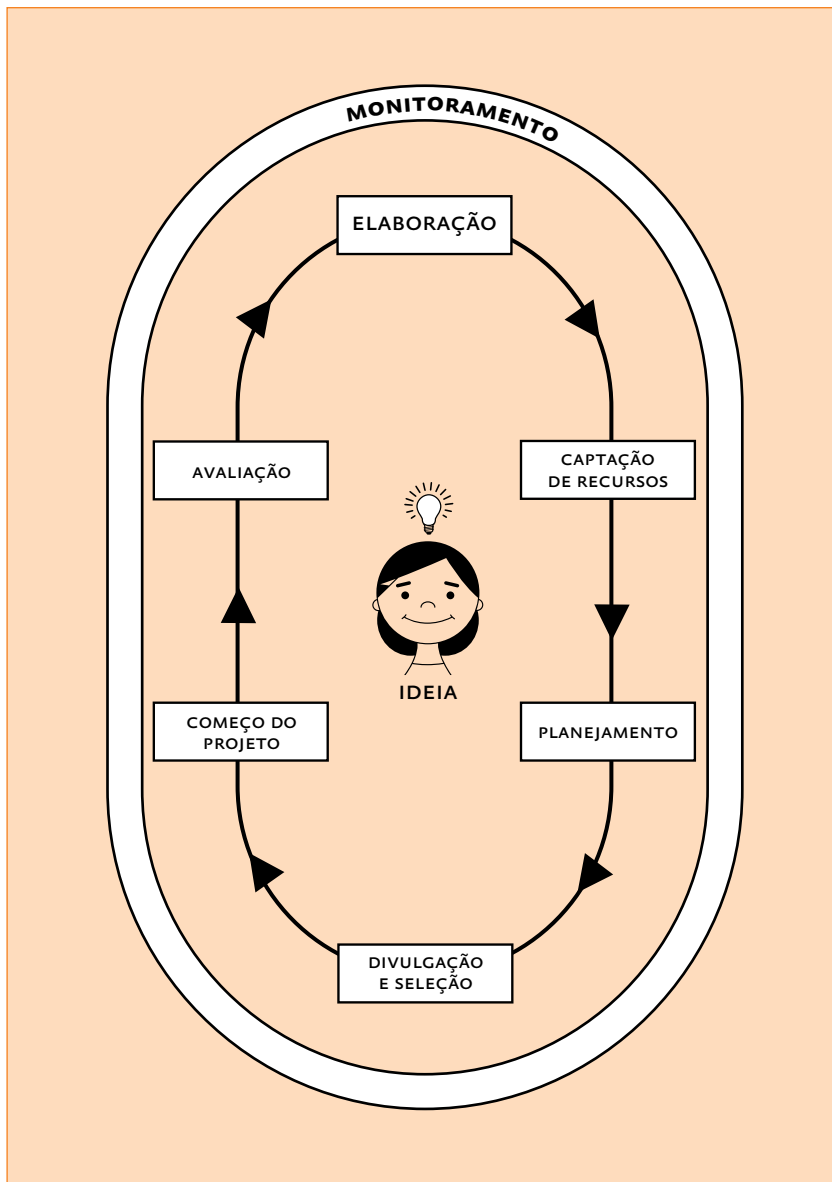 MONITORAMENTO
ELABORAÇÃO
CAPTAÇÃO
DE RECURSOS
PLANEJAMENTO
DIVULGAÇÃO
E SELEÇÃO
COMEÇO DO
PROJETO
AVALIAÇÃO
IDEIA